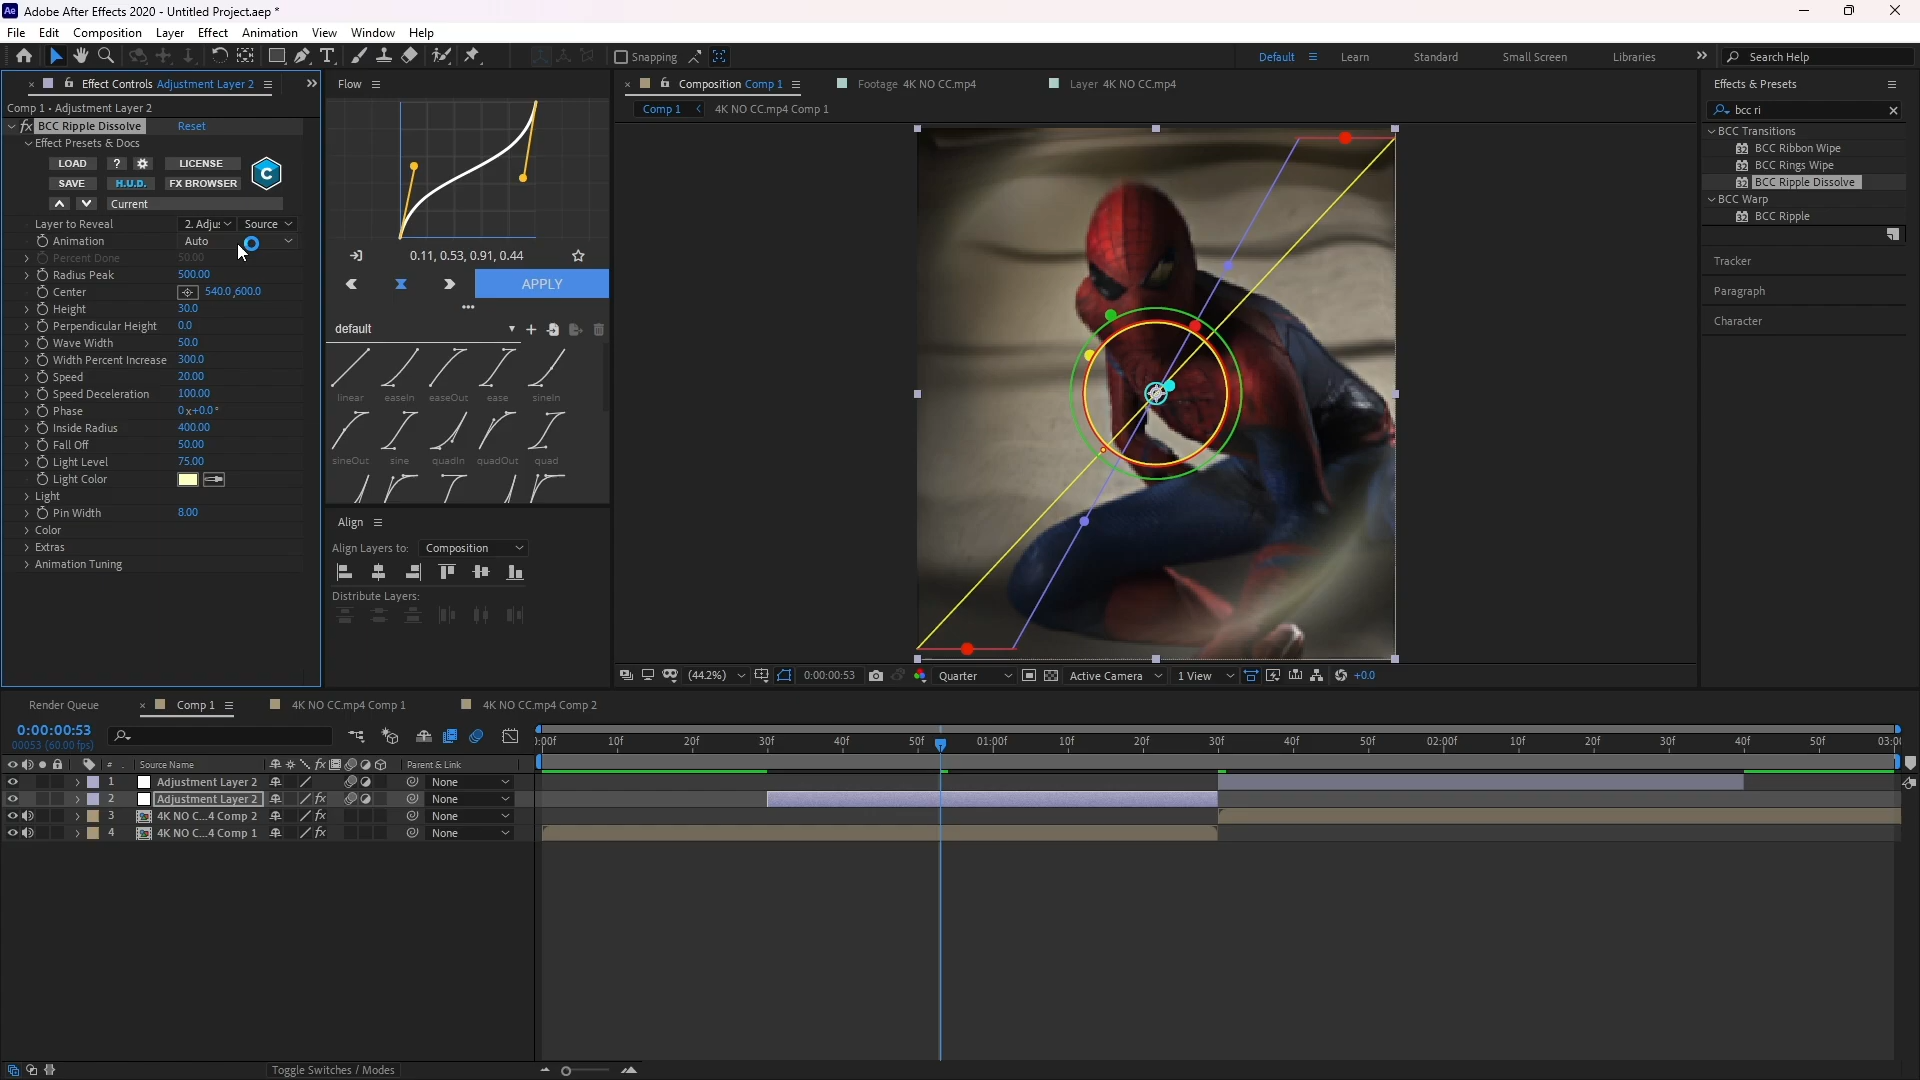 Adobe After Effects 2020 - Untitled Project.aep *
File Edit Composition Layer Effect Animation View Window Help
Snapping
Default Learn Standard Small Screen Libraries Search Help
Effect Controls Adjustment Layer 2
Comp 1 • Adjustment Layer 2
fx BCC Ripple Dissolve Reset
Effect Presets & Docs
LOAD ? LICENSE
SAVE H.U.D. FX BROWSER
Current
Layer to Reveal 2. Adju Source
Animation Auto
Percent Done 50.00
Radius Peak 500.00
Center 540.0,600.0
Height 30.0
Perpendicular Height 0.0
Wave Width 50.0
Width Percent Increase 300.0
Speed 20.00
Speed Deceleration 100.00
Phase 0x+0.0°
Inside Radius 400.00
Fall Off 50.00
Light Level 75.00
Light Color
Light
Pin Width 8.00
Color
Extras
Animation Tuning
Flow
0.11, 0.53, 0.91, 0.44
APPLY
default
linear easeIn easeOut ease sineIn
sineOut sine quadIn quadOut quad
Align
Align Layers to: Composition
Distribute Layers:
Composition Comp 1 Footage 4K NO CC.mp4 Layer 4K NO CC.mp4
Comp 1 4K NO CC.mp4 Comp 1
(44.2%) 0:00:00:53 Quarter Active Camera 1 View +0.0
Effects & Presets
bcc ri
BCC Transitions
BCC Ribbon Wipe
BCC Rings Wipe
BCC Ripple Dissolve
BCC Warp
BCC Ripple
Tracker
Paragraph
Character
Render Queue Comp 1 4K NO CC.mp4 Comp 1 4K NO CC.mp4 Comp 2
0:00:00:53
00053 (60.00 fps)
:00f 10f 20f 30f 40f 50f 01:00f 10f 20f 30f 40f 50f 02:00f 10f 20f 30f 40f 50f 03:0
# Source Name fx Parent & Link
1 Adjustment Layer 2 None
2 Adjustment Layer 2 fx None
3 4K NO C...4 Comp 2 fx None
4 4K NO C...4 Comp 1 fx None
Toggle Switches / Modes